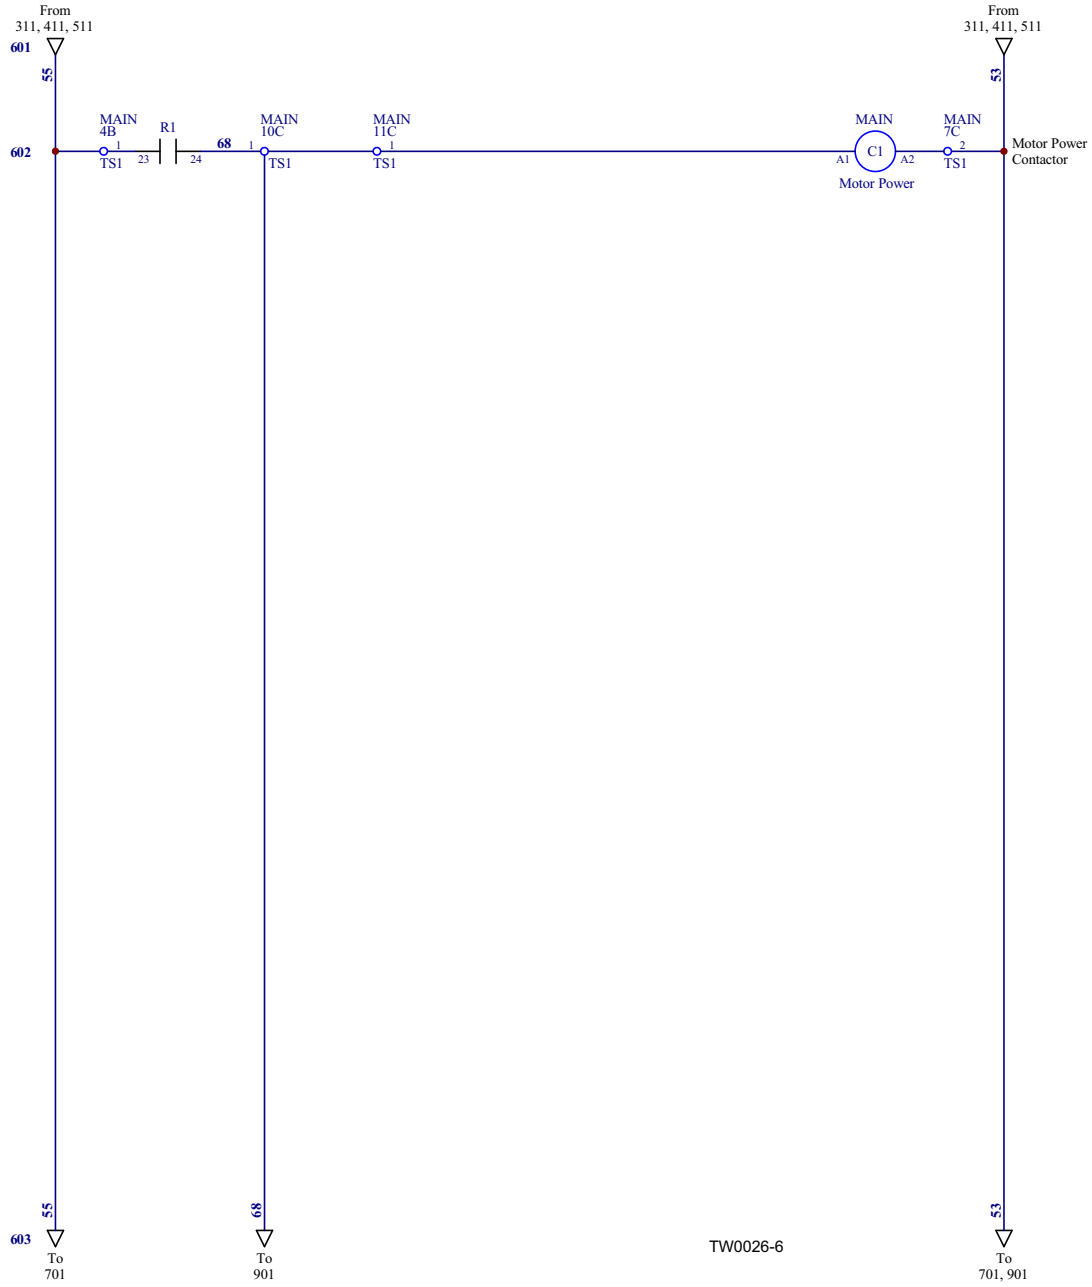 From
311, 411, 511
From
311, 411, 511
601
55
53
MAIN
4B
R1
MAIN
10C
MAIN
11C
MAIN
MAIN
7C
602
1
TS1
23
24
68
1
TS1
1
TS1
A1
C1
A2
2
TS1
Motor Power
Contactor
Motor Power
55
68
53
603
To
701
To
901
TW0026-6
To
701, 901